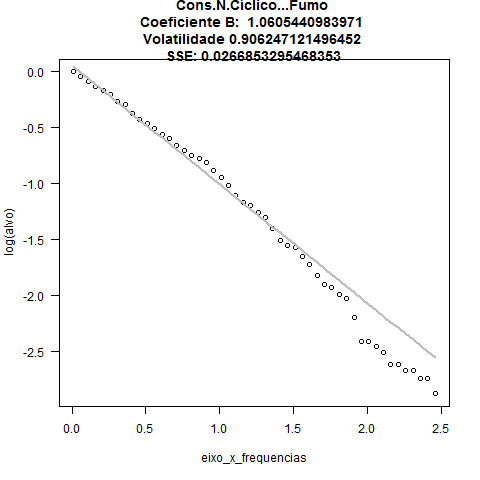 Cons.N.Ciclico...Fumo
Coeficiente B:  1.0605440983971
Volatilidade 0.906247121496452
SSE: 0.0266853295468353
0.0
-0.5
-1.0
-1.5
-2.0
-2.5
log(alvo)
0.0 0.5 1.0 1.5 2.0 2.5
eixo_x_frequencias